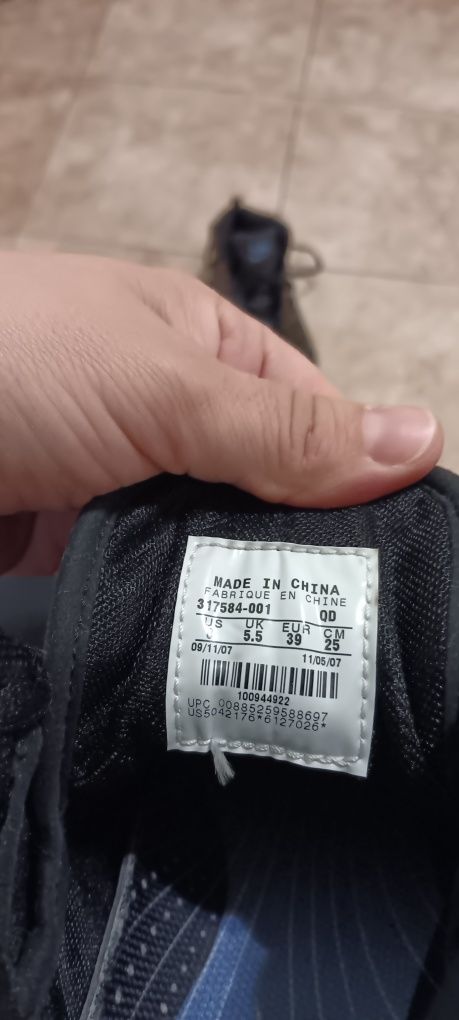 MADE IN CHINA
FABRIQUE EN CHINE
317584-001 QD
US UK EUR CM
5.5 39 25
09/11/07 11/05/07
100944922
UPC 00885259588697
US5042176*6127026*